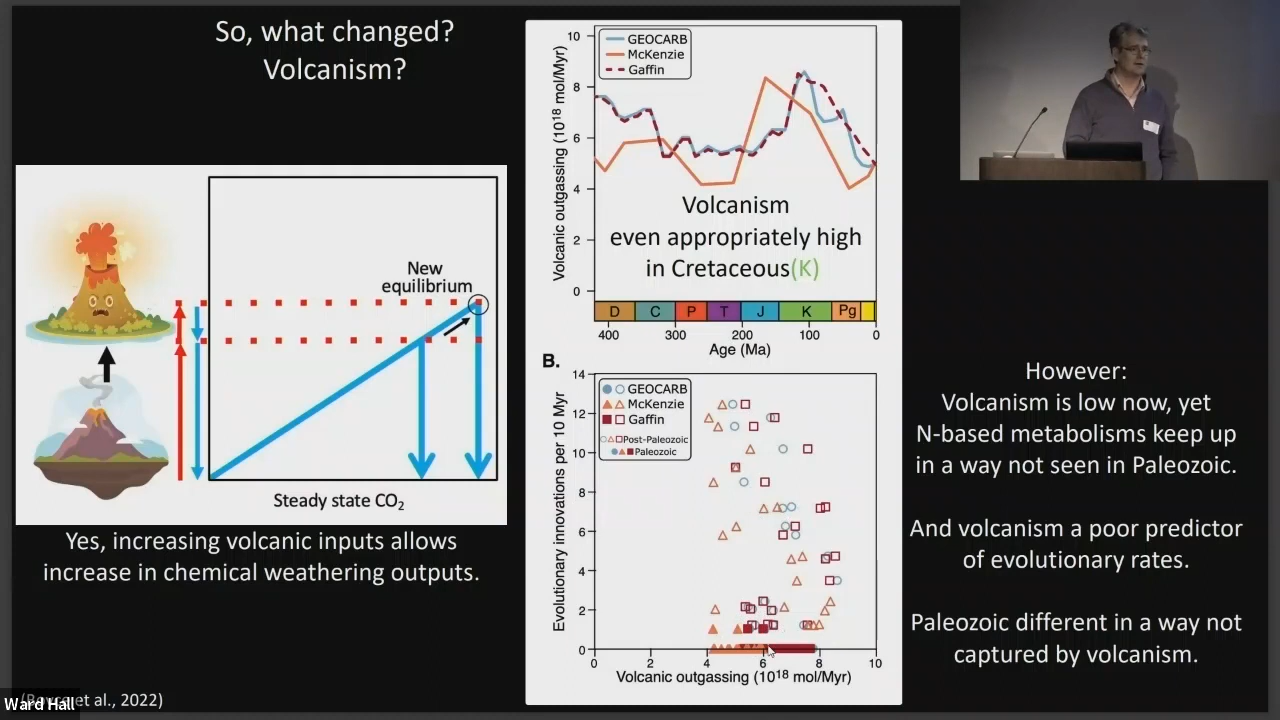 So, what changed?
Volcanism?
New
equilibrium
Steady state CO₂
Yes, increasing volcanic inputs allows
increase in chemical weathering outputs.
10
8
6
4
2
0
Volcanic outgassing (10¹⁸ mol/Myr)
GEOCARB
McKenzie
Gaffin
Volcanism
even appropriately high
in Cretaceous(K)
D C P T J K Pg
400 300 200 100 0
Age (Ma)
B.
14
12
10
8
6
4
2
0
Evolutionary innovations per 10 Myr
GEOCARB
McKenzie
Gaffin
Post-Paleozoic
Paleozoic
0 2 4 6 8 10
Volcanic outgassing (10¹⁸ mol/Myr)
However:
Volcanism is low now, yet
N-based metabolisms keep up
in a way not seen in Paleozoic.
And volcanism a poor predictor
of evolutionary rates.
Paleozoic different in a way not
captured by volcanism.
et al., 2022)
Ward Hall